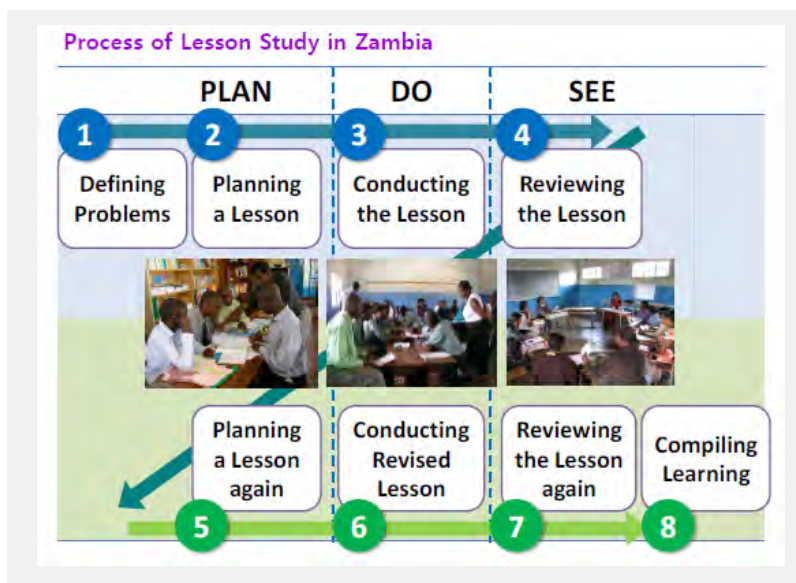 Process of Lesson Study in Zambia
PLAN
DO
SEE
1
2
3
4
Defining
Problems
Planning
a Lesson
Conducting
the Lesson
Reviewing
the Lesson
Planning
a Lesson
again
Conducting
Revised
Lesson
Reviewing
the Lesson
again
Compiling
Learning
5
6
7
8